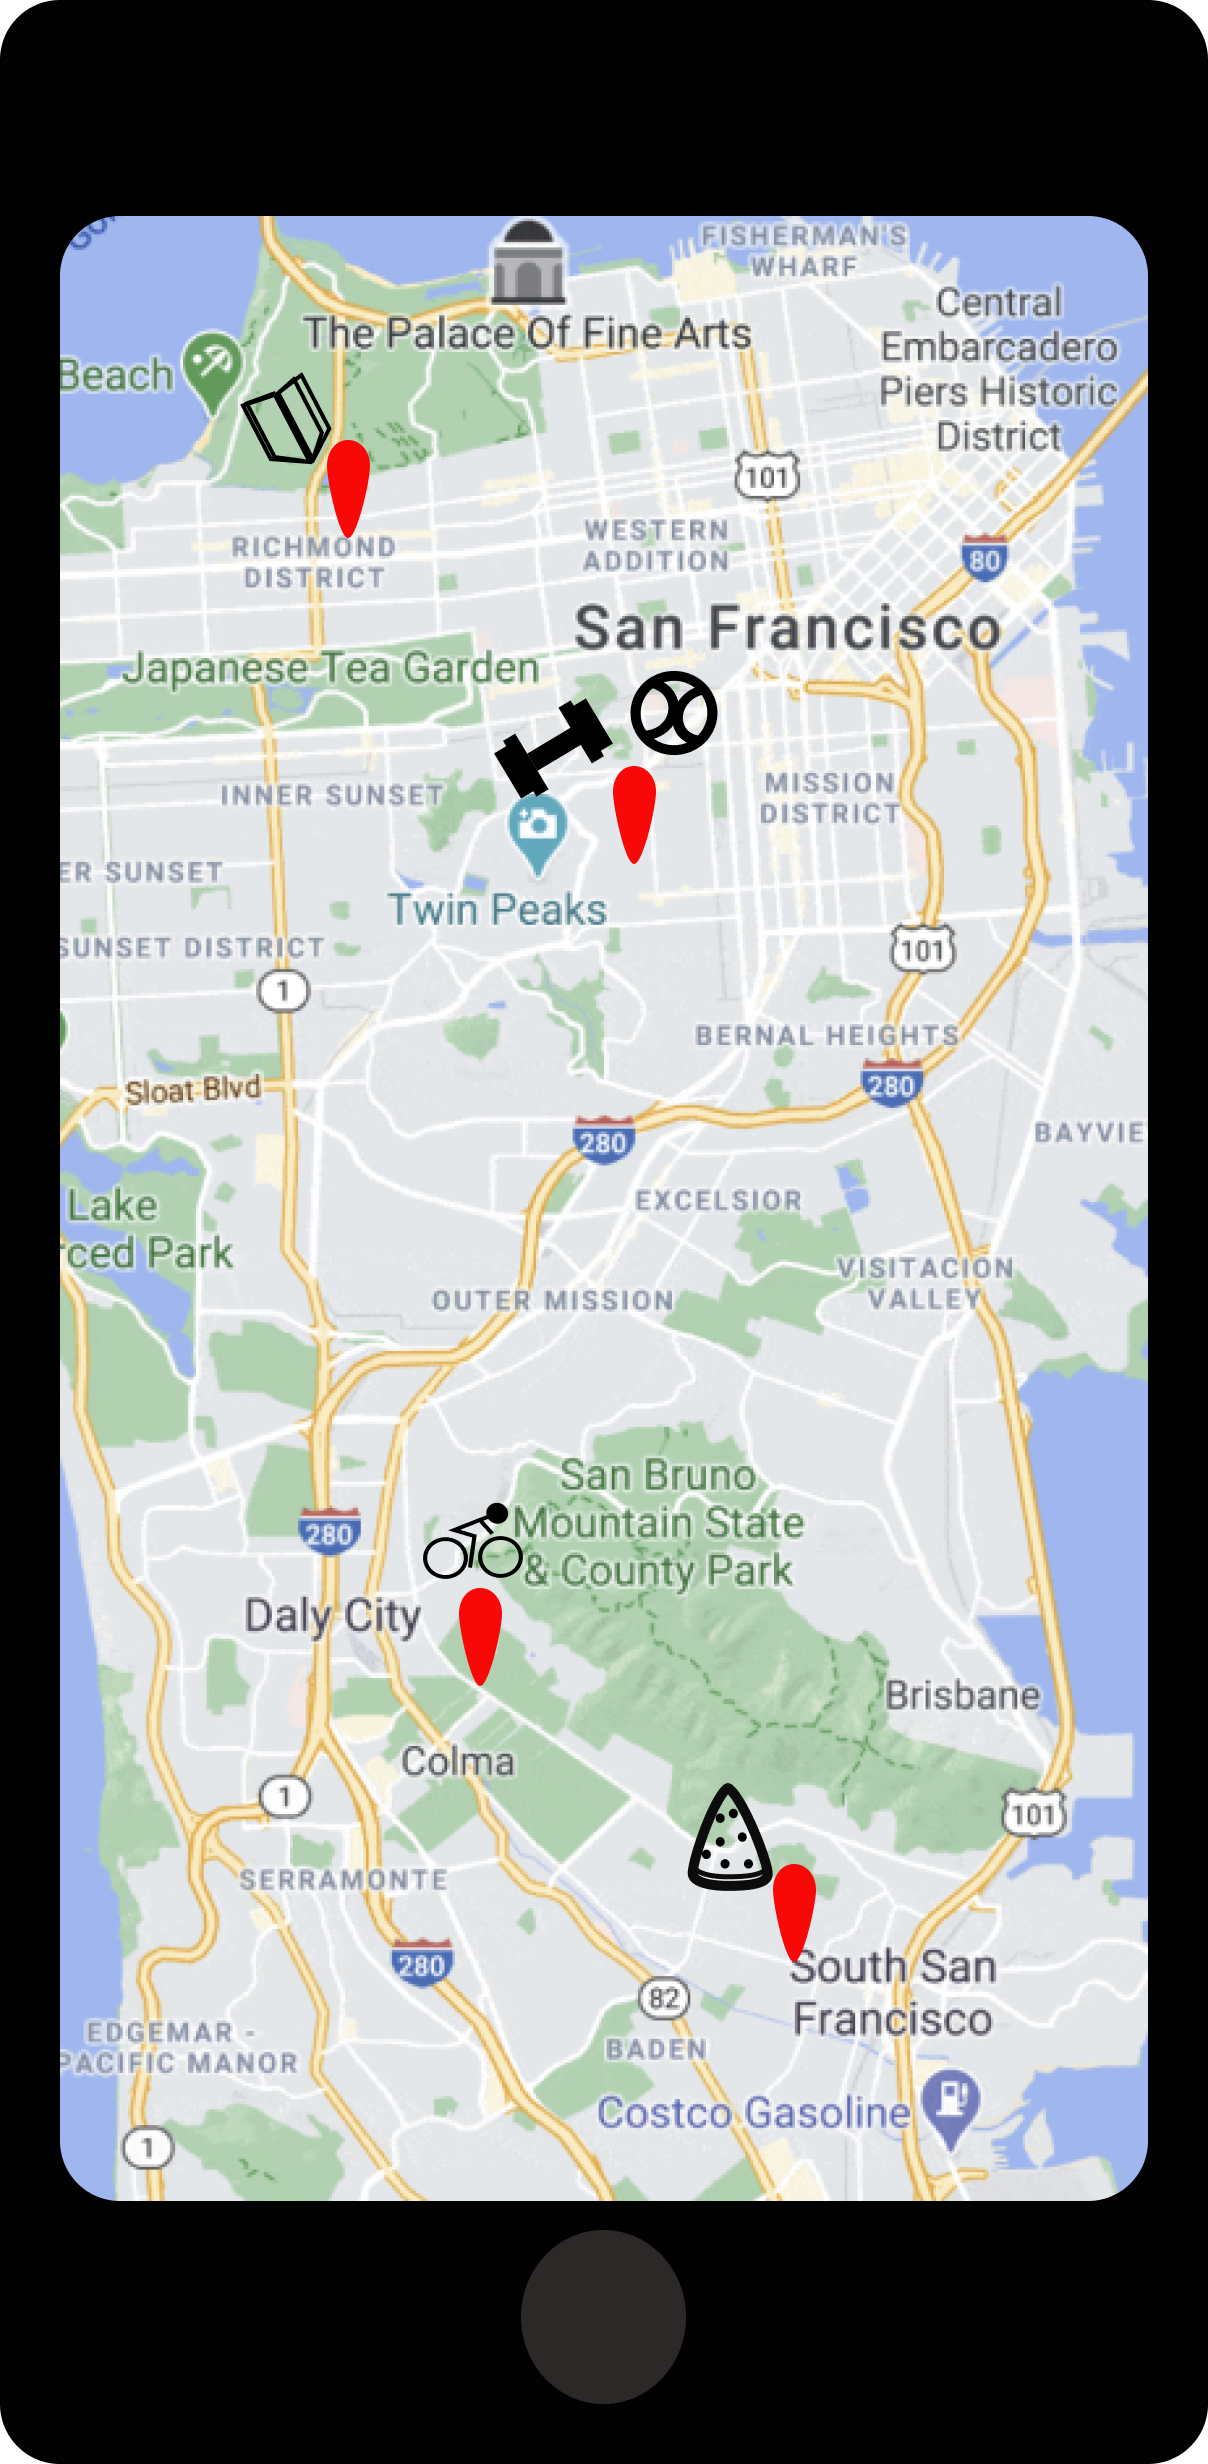 FISHERMAN'S
WHARF
The Palace Of Fine Arts
Central
Embarcadero
Piers Historic
District
Beach
101
RICHMOND
DISTRICT
WESTERN
ADDITION
80
San Francisco
Japanese Tea Garden
INNER SUNSET
MISSION
DISTRICT
ER SUNSET
Twin Peaks
SUNSET DISTRICT
101
1
BERNAL HEIGHTS
280
Sloat Blvd
280
BAYVIE
Lake
rced Park
EXCELSIOR
VISITACION
VALLEY
OUTER MISSION
San Bruno
Mountain State
& County Park
280
Daly City
Brisbane
Colma
1
101
SERRAMONTE
280
South San
Francisco
82
EDGEMAR -
PACIFIC MANOR
BADEN
Costco Gasoline
1